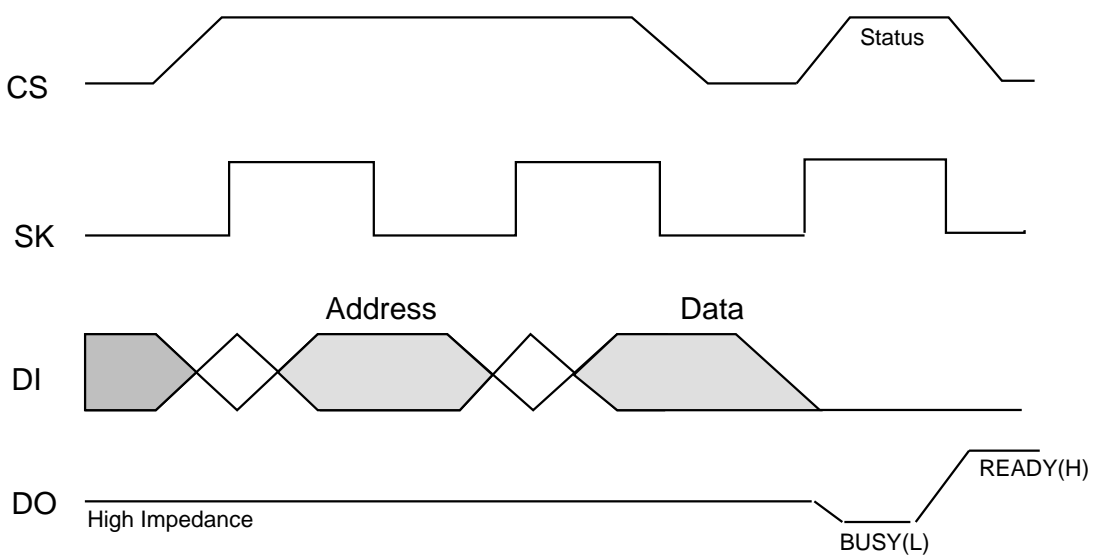 Status
CS
SK
Address
Data
DI
READY(H)
DO
High Impedance
BUSY(L)